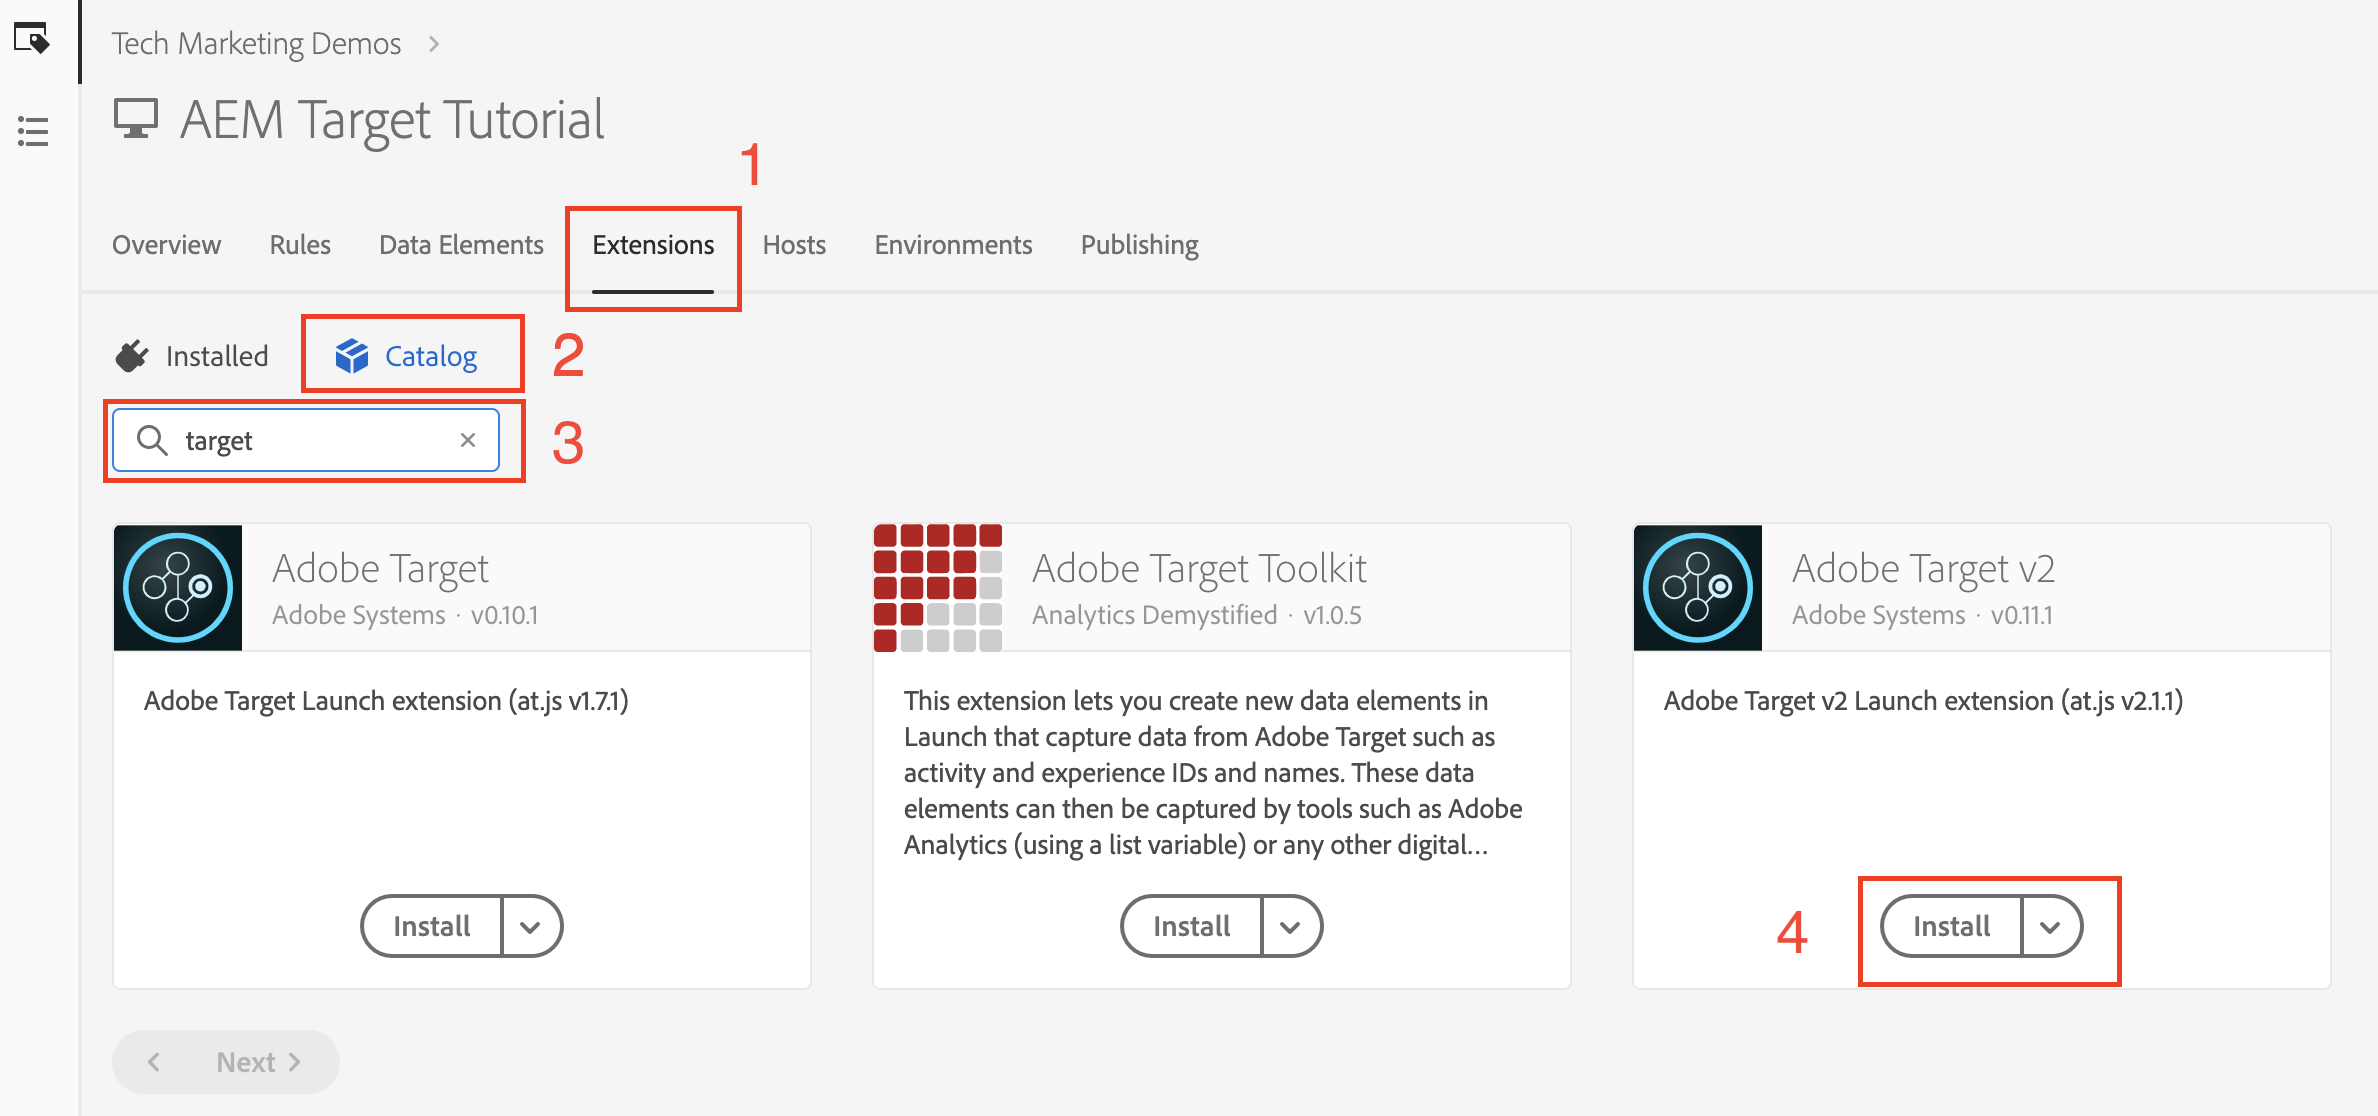 Tech Marketing Demos
AEM Target Tutorial
1
Overview Rules Data Elements Extensions Hosts Environments Publishing
Installed Catalog 2
target 3
Adobe Target
Adobe Systems · v0.10.1
Adobe Target Launch extension (at.js v1.7.1)
Install
Adobe Target Toolkit
Analytics Demystified · v1.0.5
This extension lets you create new data elements in
Launch that capture data from Adobe Target such as
activity and experience IDs and names. These data
elements can then be captured by tools such as Adobe
Analytics (using a list variable) or any other digital...
Install
Adobe Target v2
Adobe Systems · v0.11.1
Adobe Target v2 Launch extension (at.js v2.1.1)
4 Install
Next